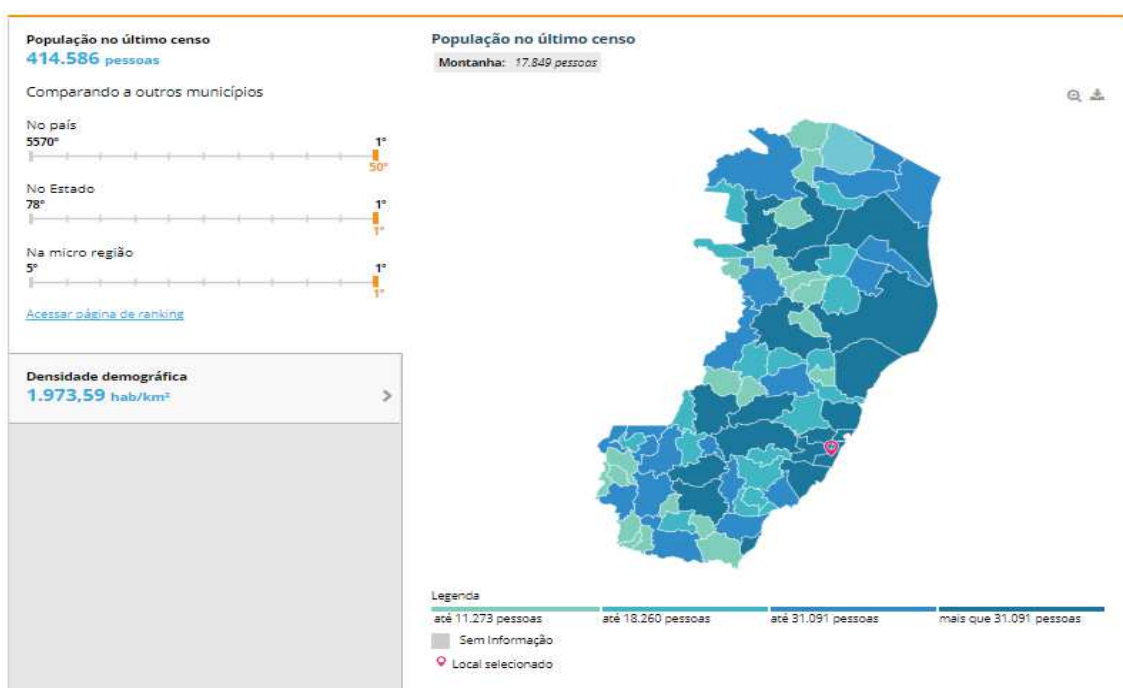 População no último censo
414.586 pessoas
Comparando a outros municípios
No país
5570° 1°
50°
No Estado
78° 1°
1°
Na micro região
5° 1°
1°
Acessar página de ranking
Densidade demográfica
1.973,59 hab/km²
População no último censo
Montanha: 17.849 pessoas
Legenda
até 11.273 pessoas até 18.260 pessoas até 31.091 pessoas mais que 31.091 pessoas
Sem Informação
Local selecionado